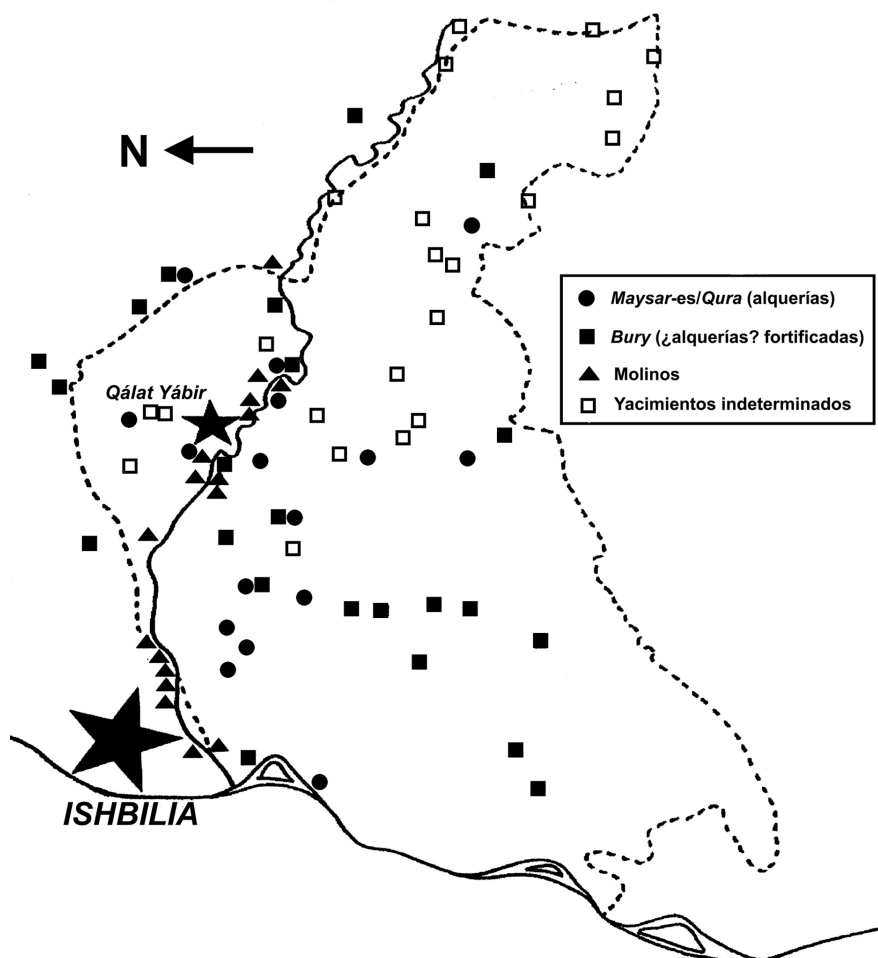 N
Maysar-es/Qura (alquerías)
Bury (¿alquerías? fortificadas)
Molinos
Yacimientos indeterminados
Qálat Yábir
ISHBILIA